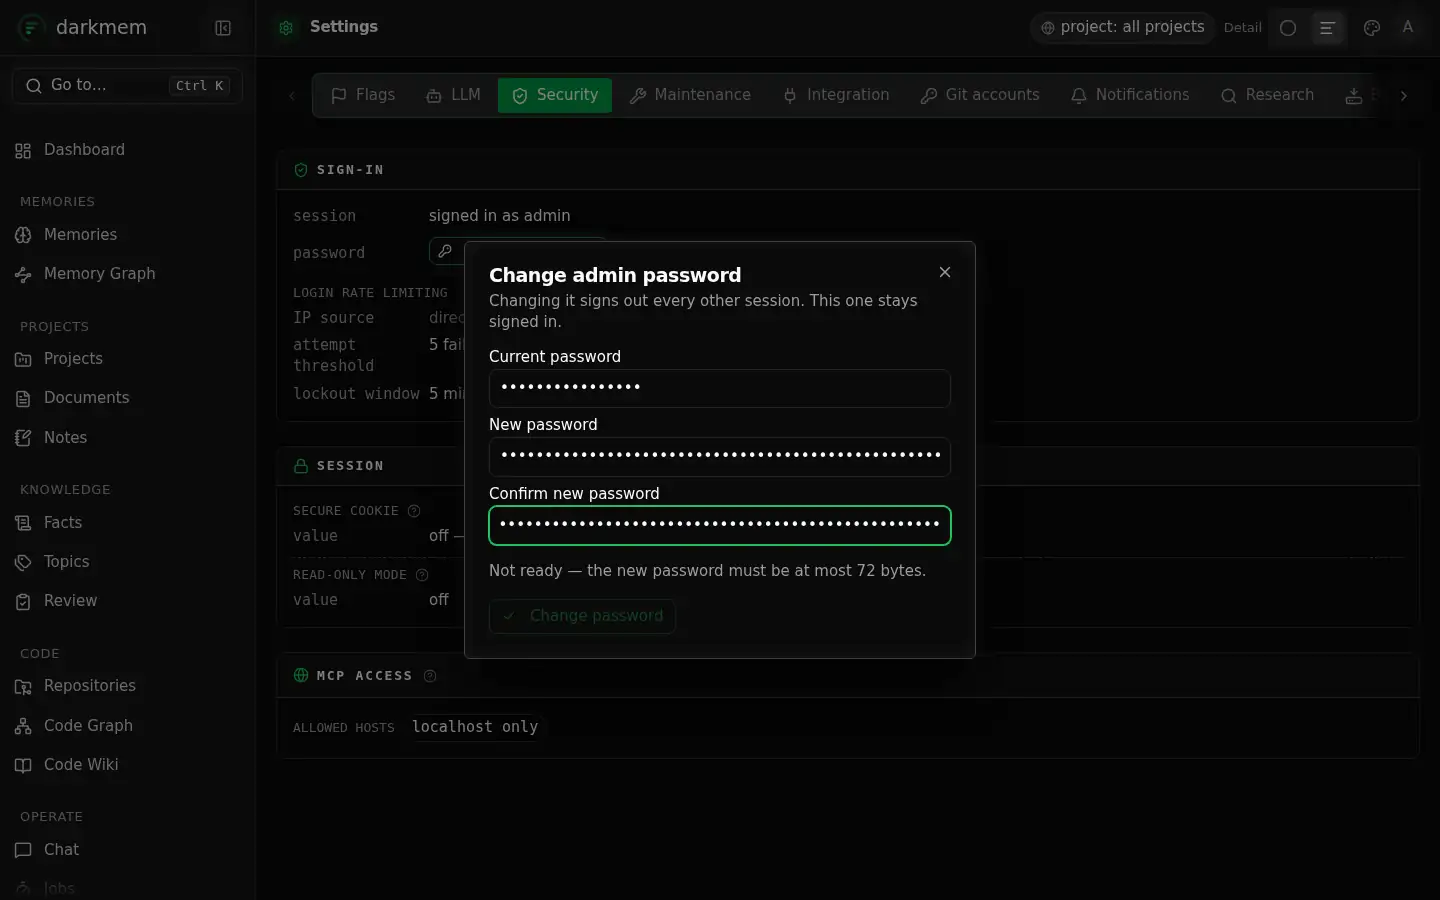 darkmem
Settings
project: all projects
Detail
A
Go to...
Ctrl K
Flags
LLM
Security
Maintenance
Integration
Git accounts
Notifications
Research
Dashboard
MEMORIES
Memories
Memory Graph
PROJECTS
Projects
Documents
Notes
KNOWLEDGE
Facts
Topics
Review
CODE
Repositories
Code Graph
Code Wiki
OPERATE
Chat
Jobs
SIGN-IN
session signed in as admin
password
LOGIN RATE LIMITING
IP source
attempt threshold 5
lockout window 5
Change admin password
Changing it signs out every other session. This one stays
signed in.
Current password
••••••••••••••••
New password
Confirm new password
Not ready — the new password must be at most 72 bytes.
Change password
SESSION
SECURE COOKIE
value off —
READ-ONLY MODE
value off
MCP ACCESS
ALLOWED HOSTS localhost only